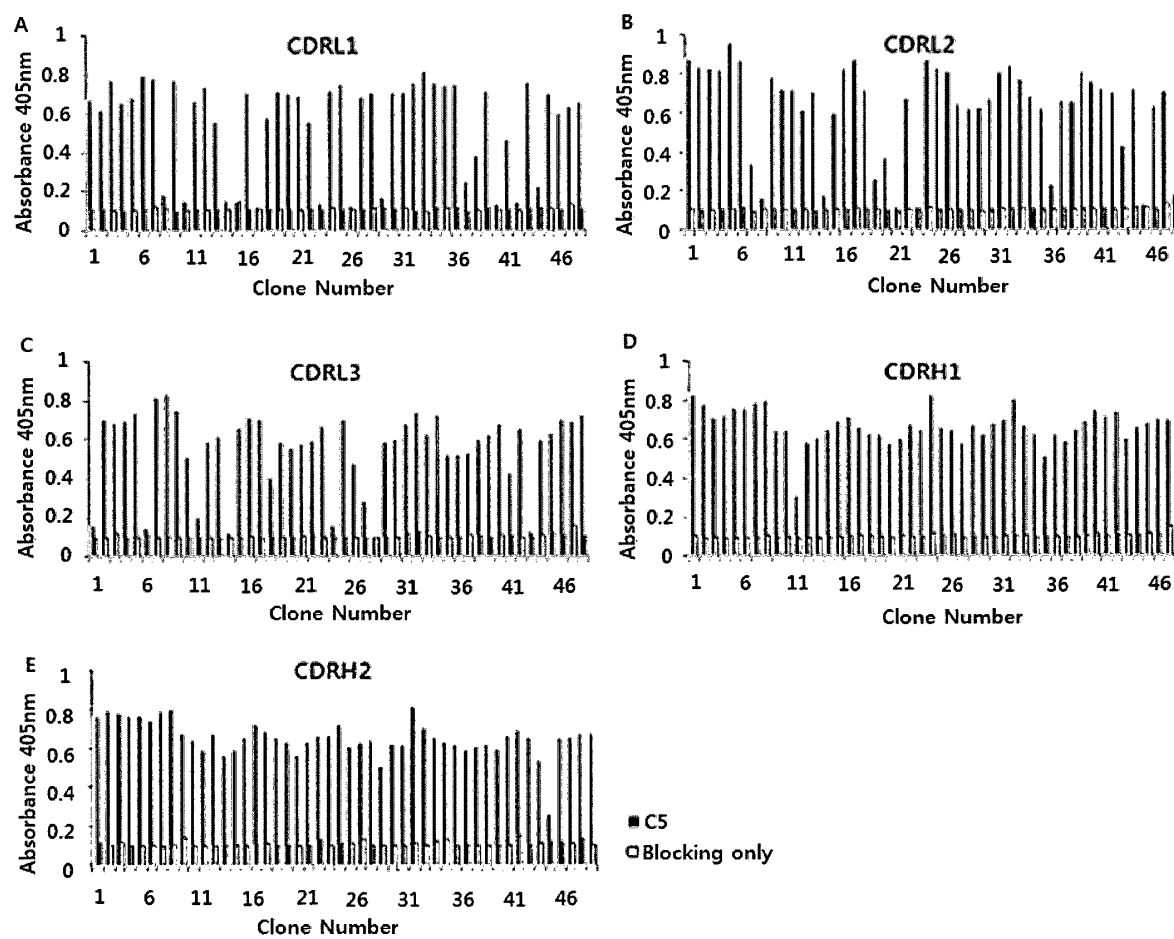 A
CDRL1
Absorbance 405nm
1
0.8
0.6
0.4
0.2
0
1 6 11 16 21 26 31 36 41 46
Clone Number
B
CDRL2
Absorbance 405nm
1
0.8
0.6
0.4
0.2
0
1 6 11 16 21 26 31 36 41 46
Clone Number
C
CDRL3
Absorbance 405nm
1
0.8
0.6
0.4
0.2
0
1 6 11 16 21 26 31 36 41 46
Clone Number
D
CDRH1
Absorbance 405nm
1
0.8
0.6
0.4
0.2
0
1 6 11 16 21 26 31 36 41 46
Clone Number
E
CDRH2
Absorbance 405nm
1
0.8
0.6
0.4
0.2
0
1 6 11 16 21 26 31 36 41 46
Clone Number
C5
Blocking only